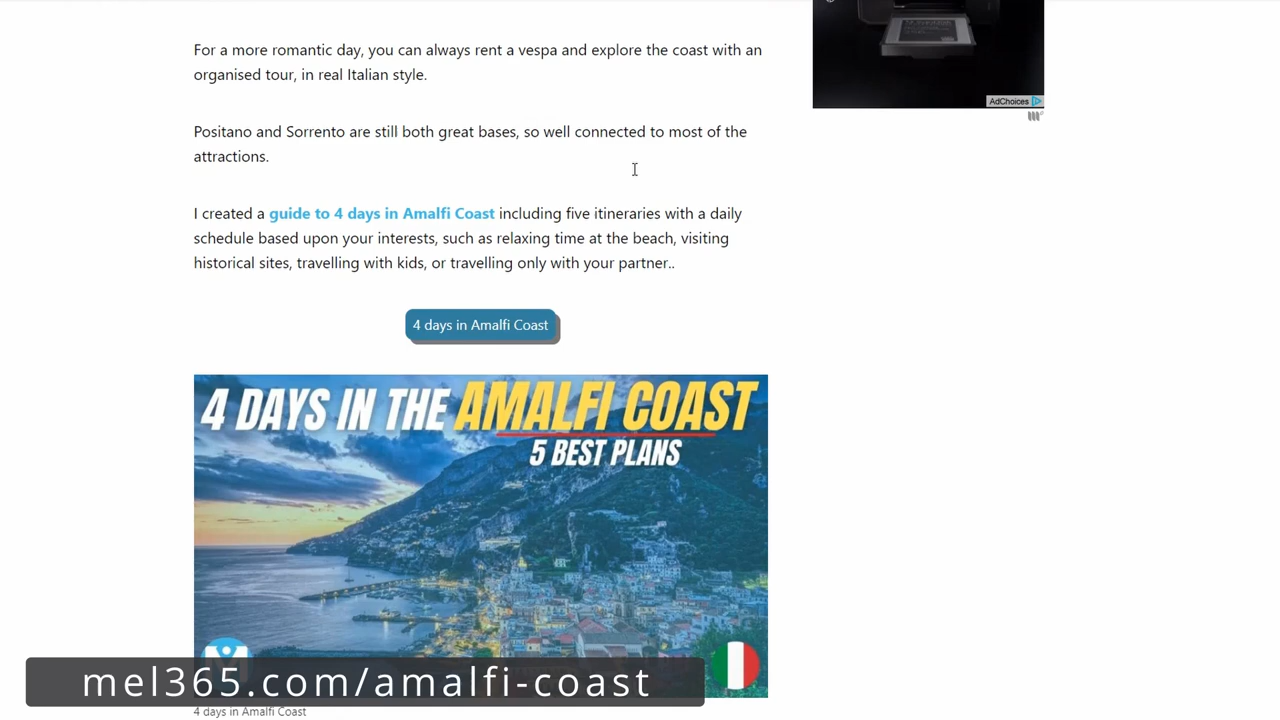 For a more romantic day, you can always rent a vespa and explore the coast with an
organised tour, in real Italian style.
AdChoices
Positano and Sorrento are still both great bases, so well connected to most of the
attractions.
I created a guide to 4 days in Amalfi Coast including five itineraries with a daily
schedule based upon your interests, such as relaxing time at the beach, visiting
historical sites, travelling with kids, or travelling only with your partner..
4 days in Amalfi Coast
4 DAYS IN THE AMALFI COAST
5 BEST PLANS
mel365.com/amalfi-coast
4 days in Amalfi Coast